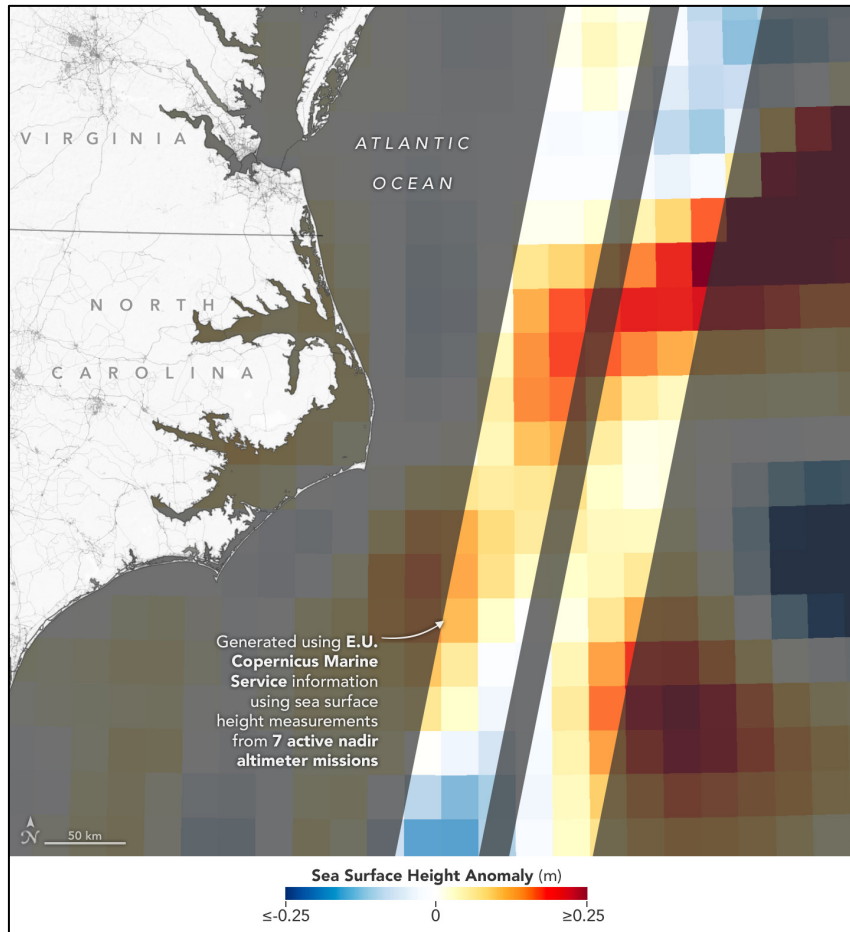 VIRGINIA
ATLANTIC
OCEAN
NORTH
CAROLINA
Generated using E.U.
Copernicus Marine
Service information
using sea surface
height measurements
from 7 active nadir
altimeter missions
N
50 km
Sea Surface Height Anomaly (m)
≤-0.25 0 ≥0.25